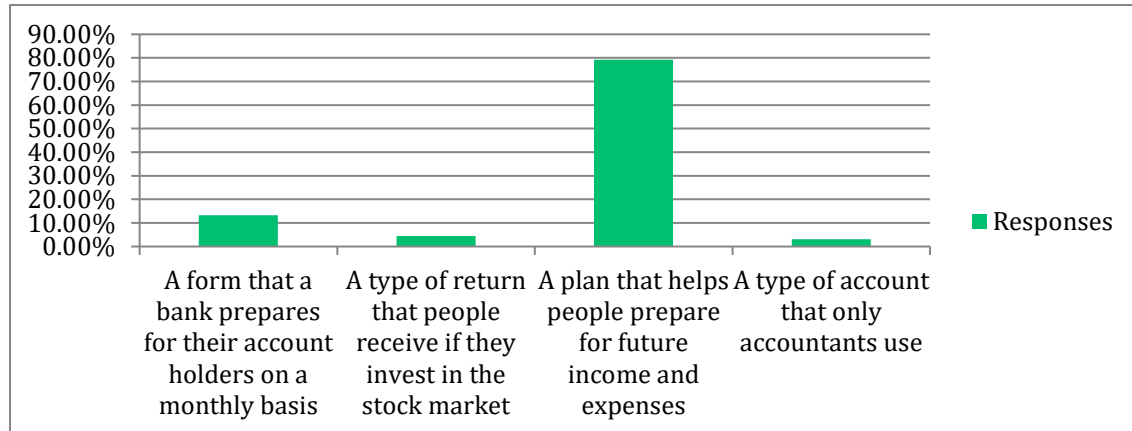 90.00%
80.00%
70.00%
60.00%
50.00%
40.00%
30.00%
20.00%
10.00%
0.00%
A form that a
bank prepares
for their account
holders on a
monthly basis
A type of return
that people
receive if they
invest in the
stock market
A plan that helps
people prepare
for future
income and
expenses
A type of account
that only
accountants use
Responses